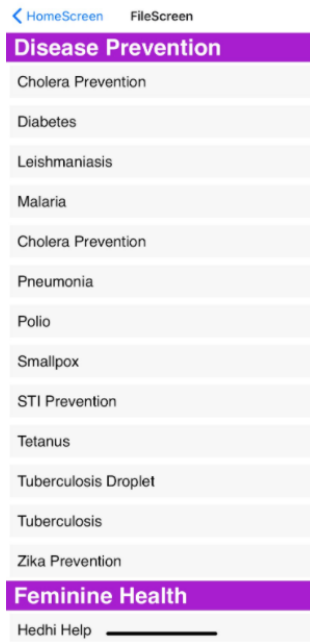 HomeScreen FileScreen
Disease Prevention
Cholera Prevention
Diabetes
Leishmaniasis
Malaria
Cholera Prevention
Pneumonia
Polio
Smallpox
STI Prevention
Tetanus
Tuberculosis Droplet
Tuberculosis
Zika Prevention
Feminine Health
Hedhi Help